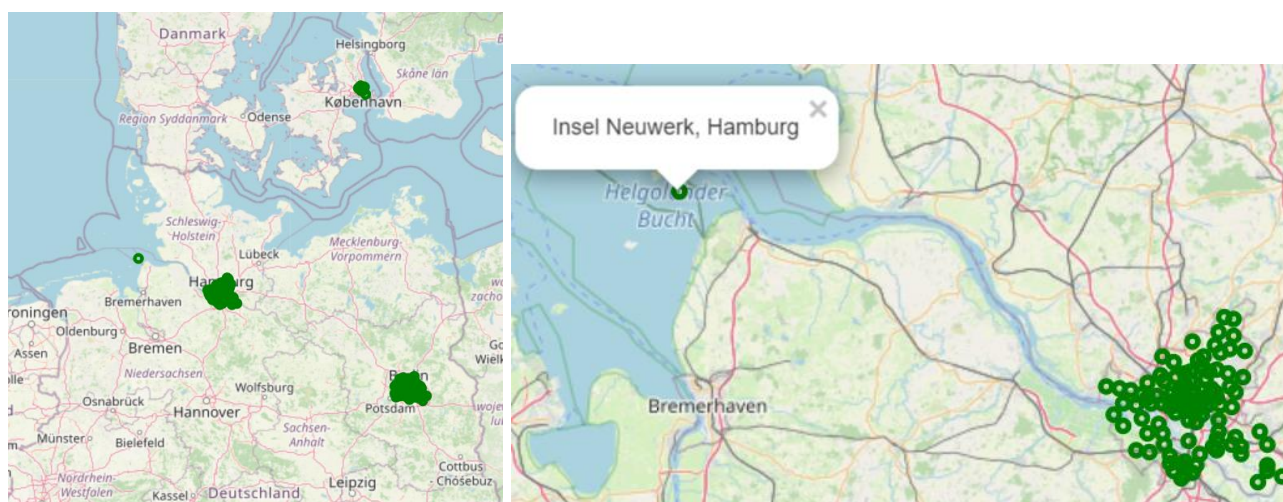 Danmark
Helsingborg
Skåne län
København
Odense
Region Syddanmark
Schleswig-
Holstein
Lübeck
Mecklenburg-
Vorpommern
Hamburg
Bremerhaven
Oldenburg
Bremen
Assen
Niedersachsen
Wolfsburg
Berlin
Potsdam
Osnabrück
Hannover
Sachsen-
Anhalt
Münster
Bielefeld
Cottbus
- Chóśebuz
Nordrhein-
Westfalen
Kassel
Deutschland
Leipzig
Insel Neuwerk, Hamburg
×
Helgoländer
Bucht
Bremerhaven